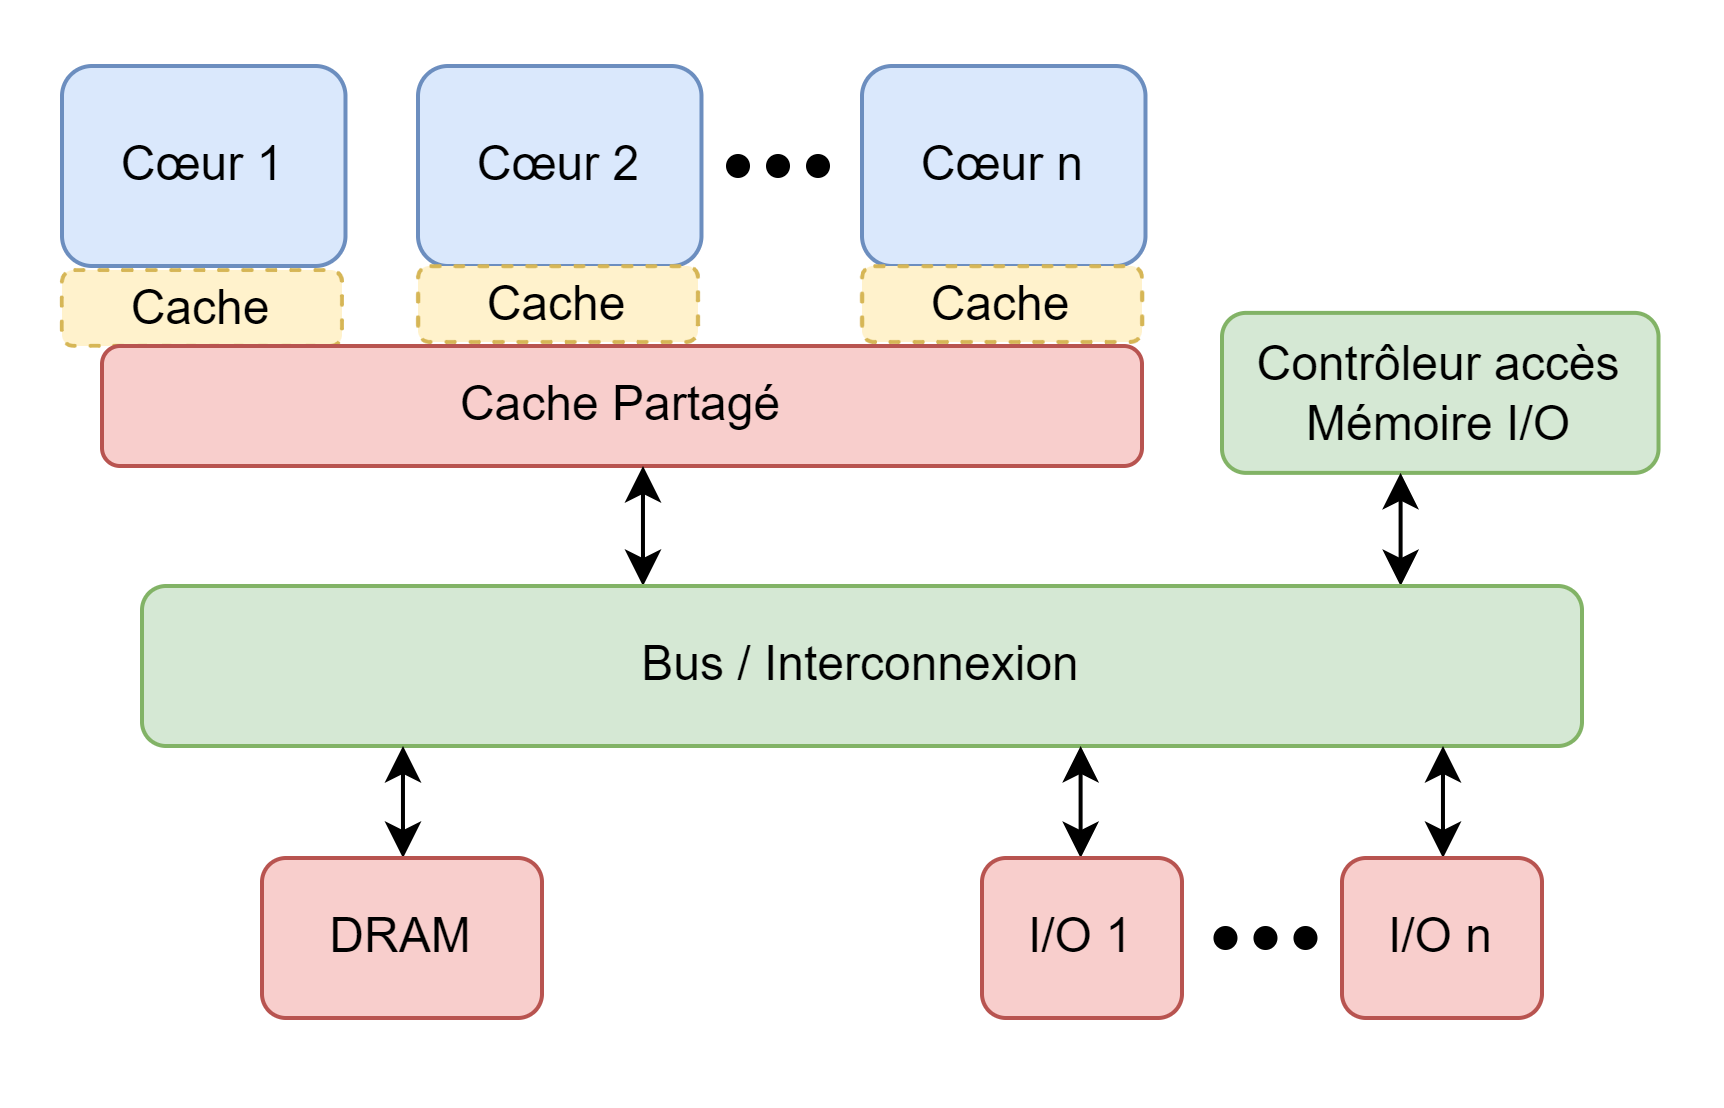 Cœur 1
Cœur 2
Cœur n
Cache
Cache
Cache
Cache Partagé
Contrôleur accès
Mémoire I/O
Bus / Interconnexion
DRAM
I/O 1
I/O n